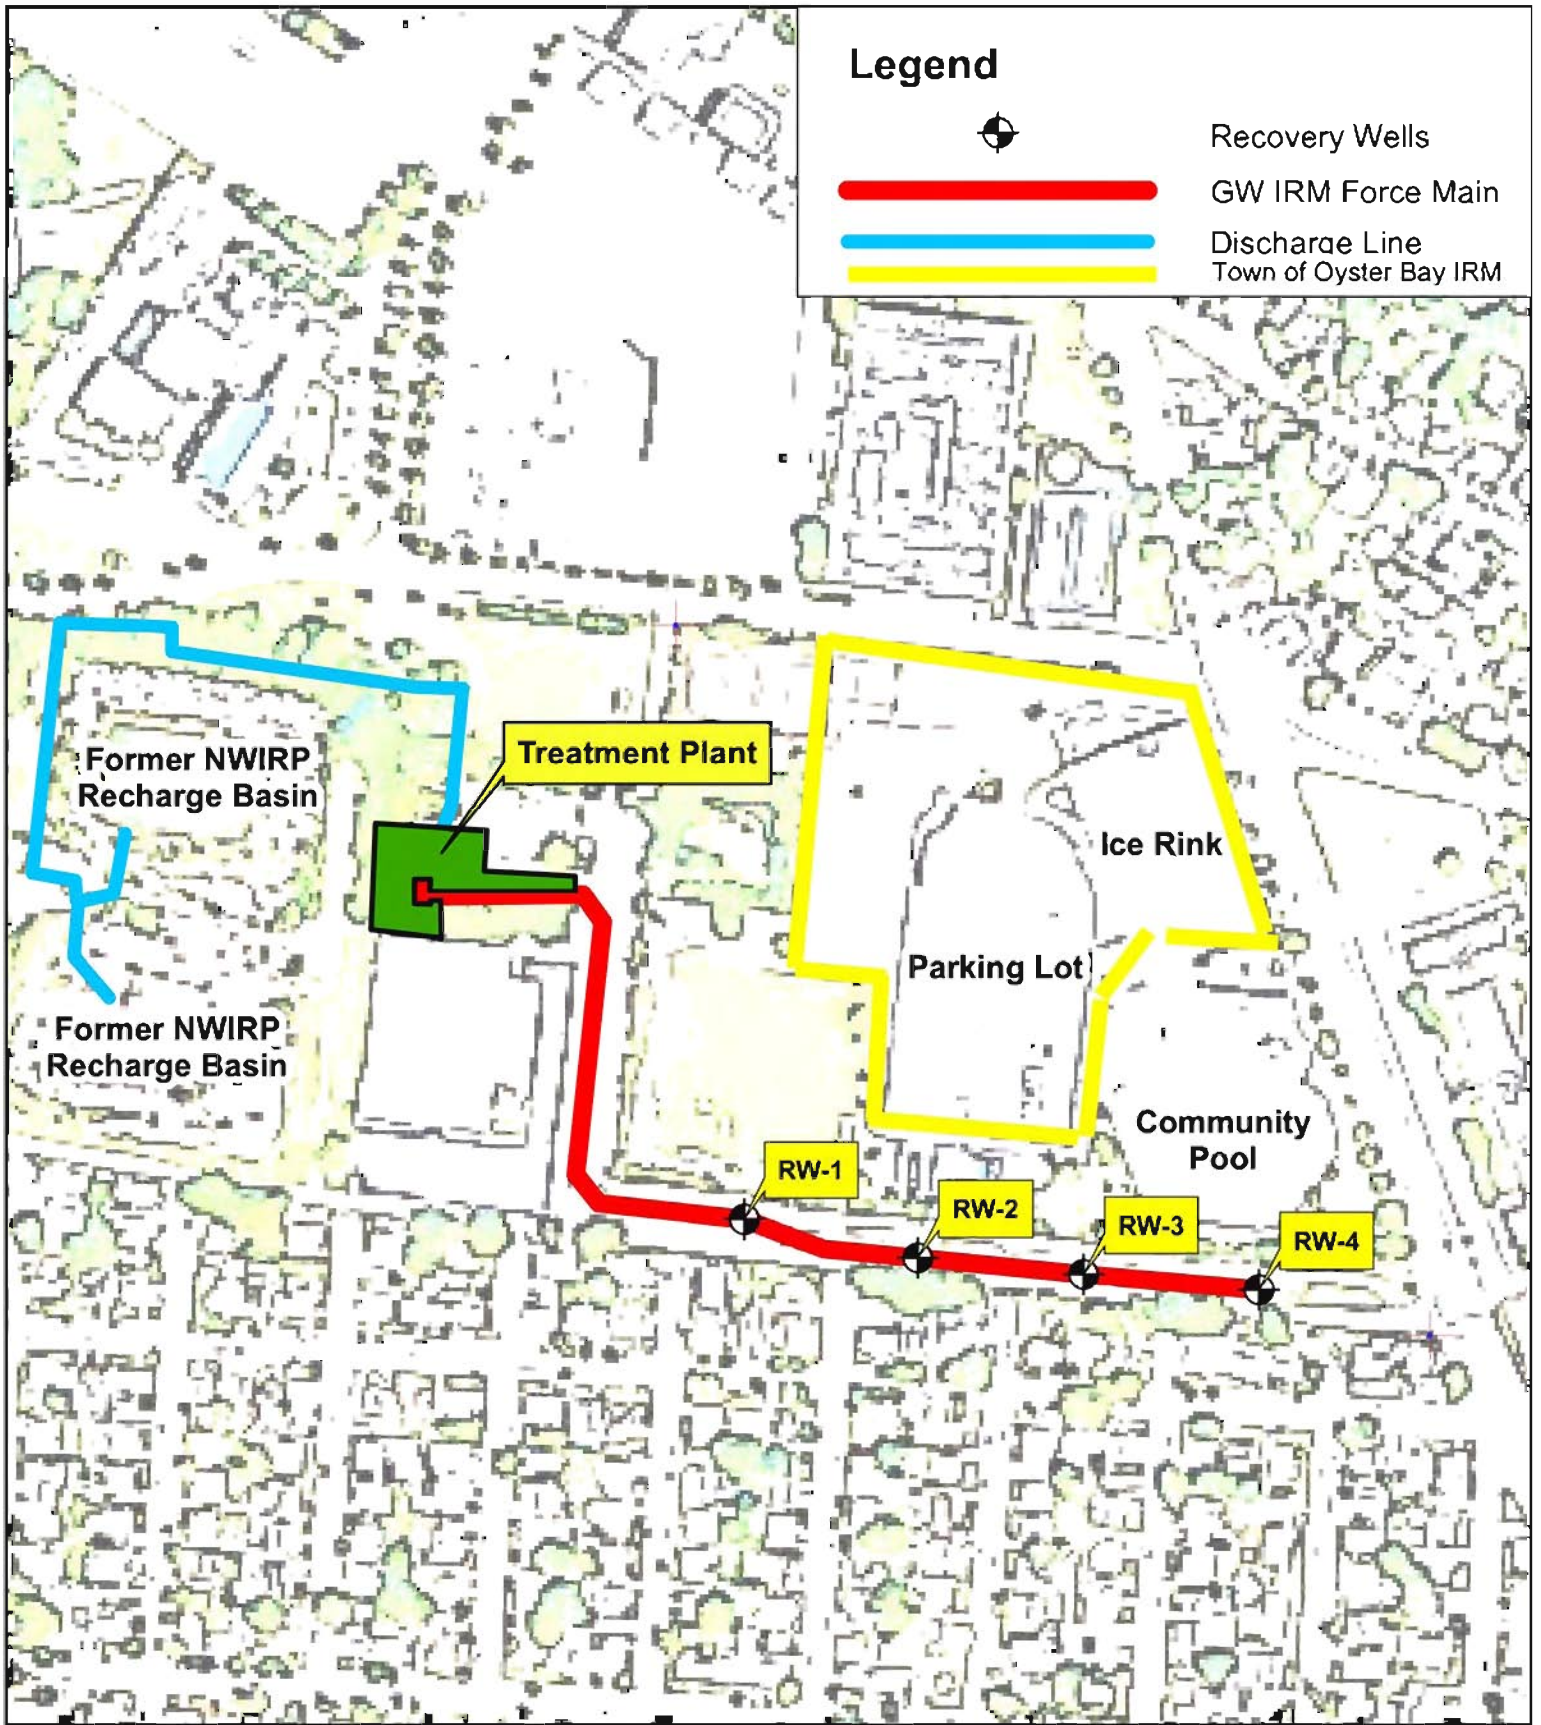 Legend
Recovery Wells
GW IRM Force Main
Discharge Line
Town of Oyster Bay IRM
Former NWIRP
Recharge Basin
Treatment Plant
Ice Rink
Parking Lot
Former NWIRP
Recharge Basin
Community
Pool
RW-1
RW-2
RW-3
RW-4